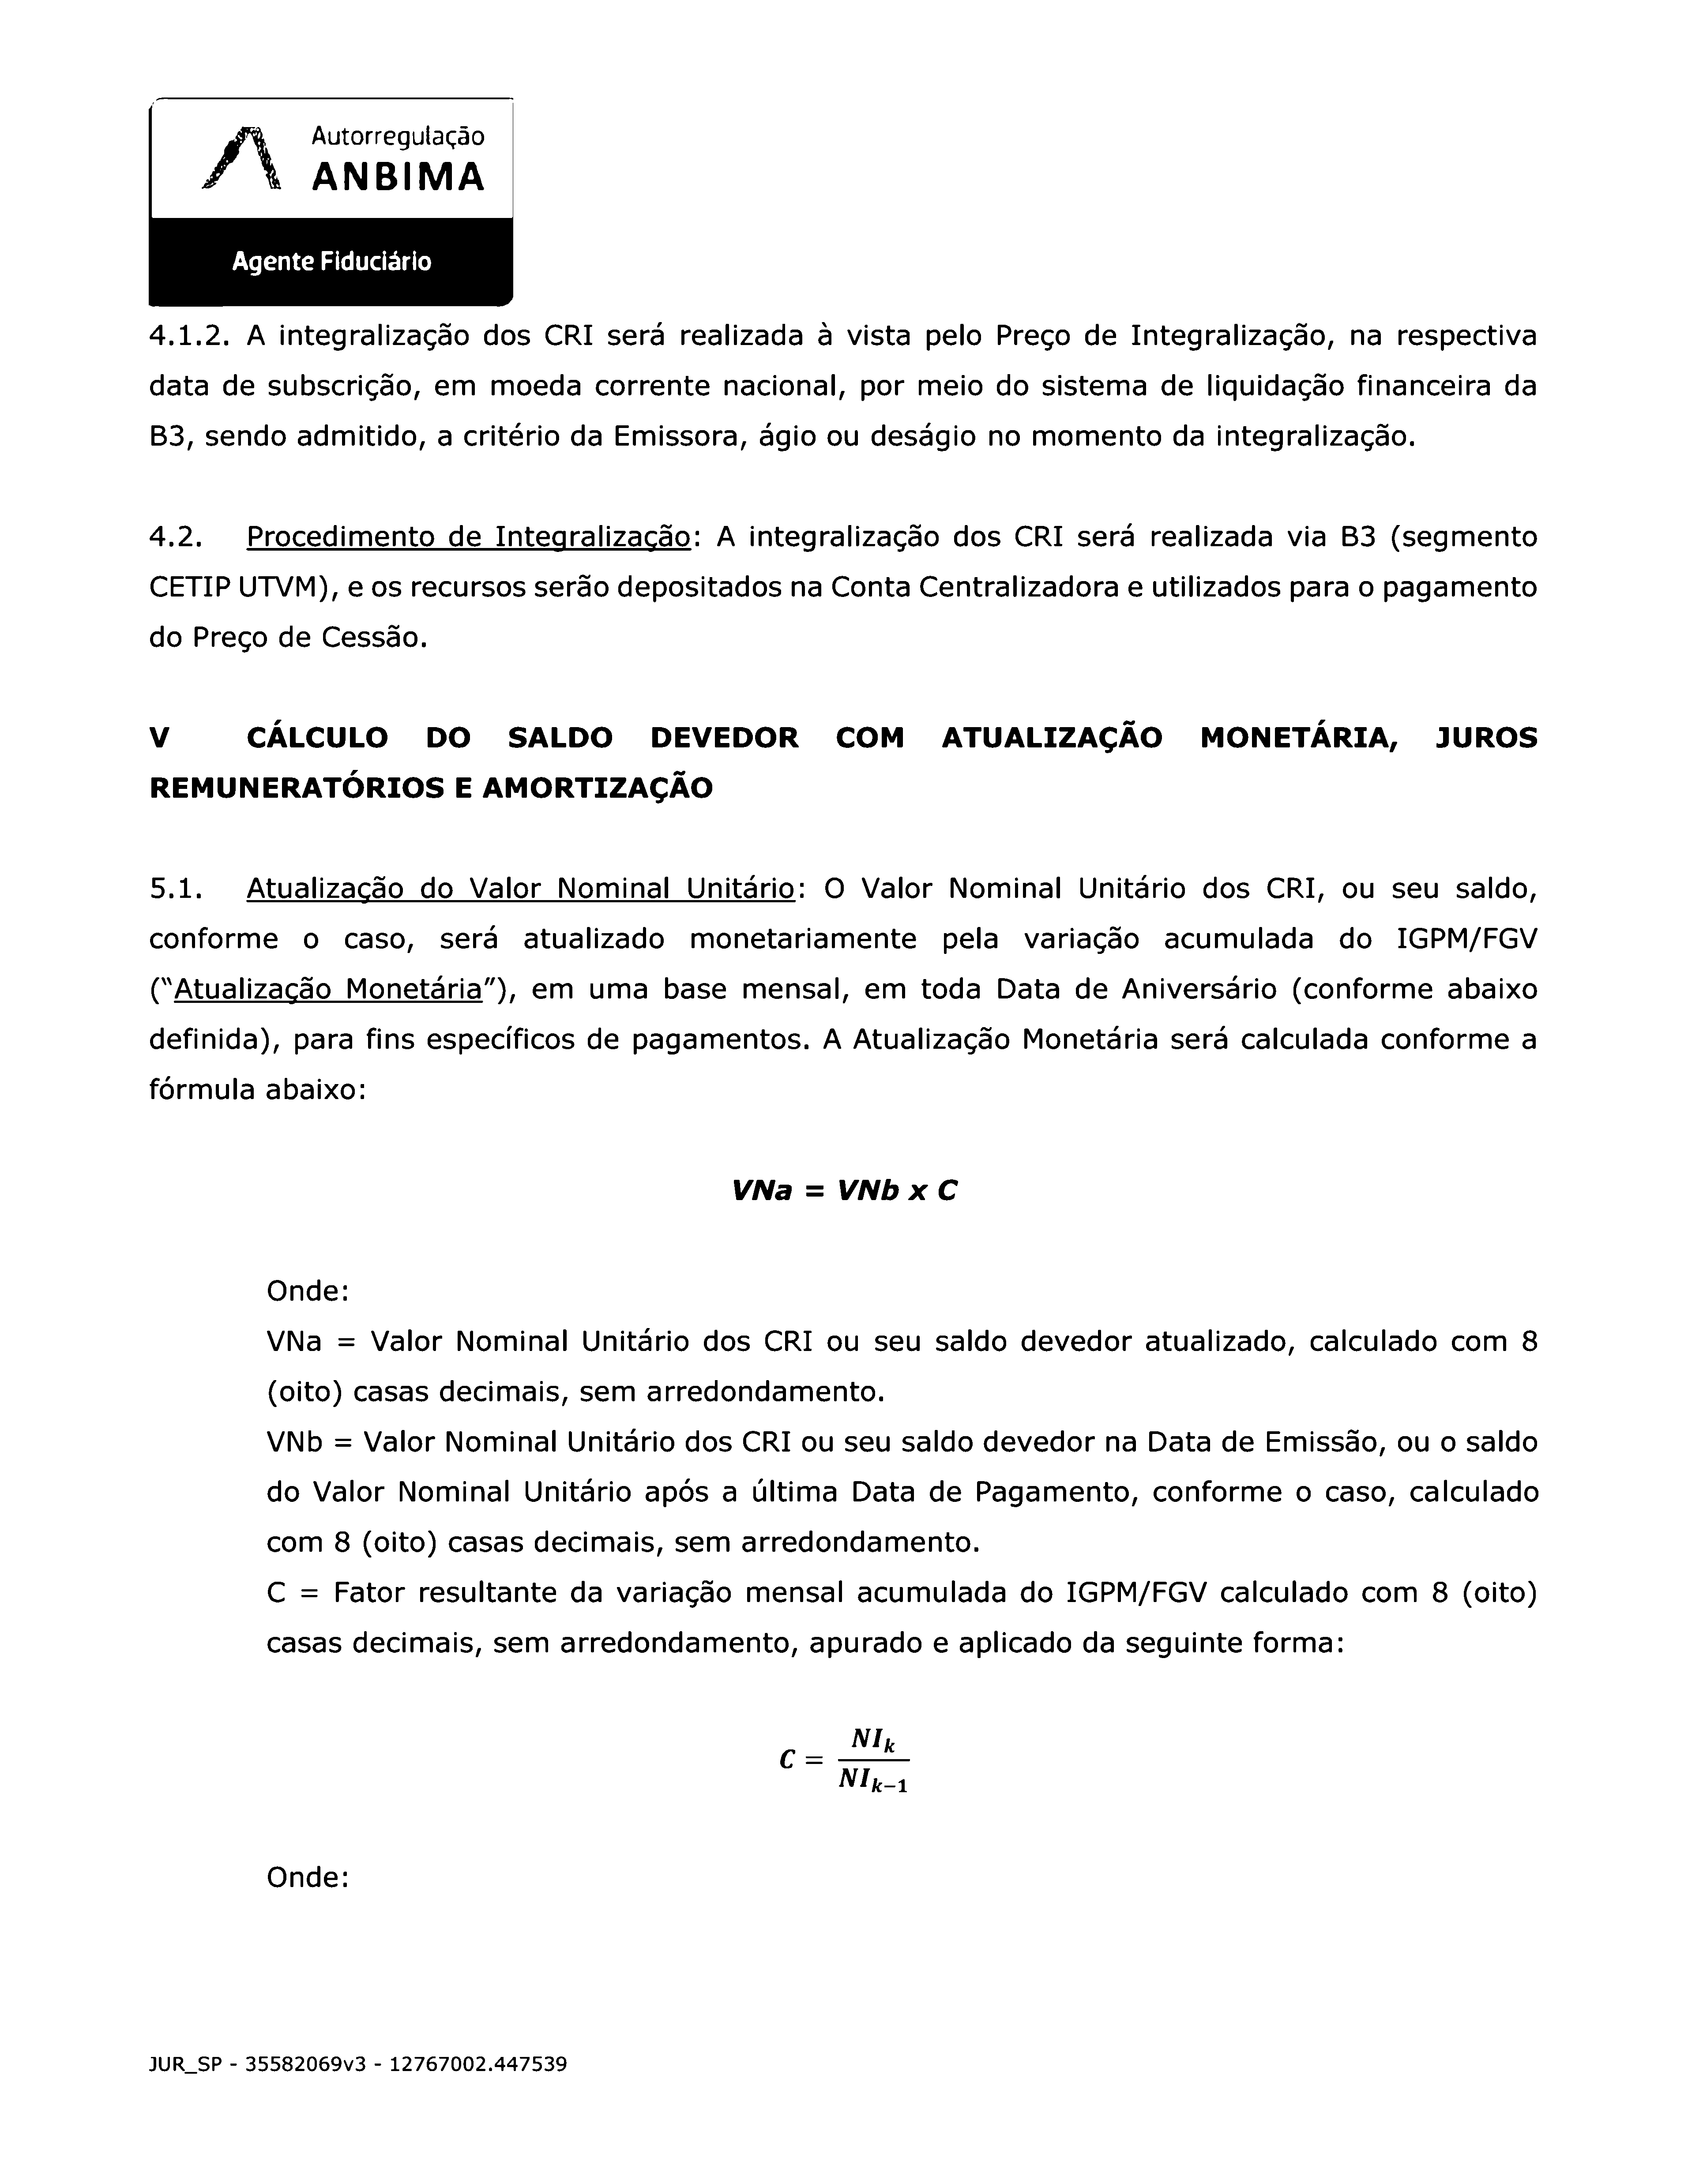 Autorregulação
ANBIMA
Agente Fiduciário
4.1.2. A integralização dos CRI será realizada à vista pelo Preço de Integralização, na respectiva
data de subscrição, em moeda corrente nacional, por meio do sistema de liquidação financeira da
B3, sendo admitido, a critério da Emissora, ágio ou deságio no momento da integralização.
4.2. Procedimento de Integralização: A integralização dos CRI será realizada via B3 (segmento
CETIP UTVM), e os recursos serão depositados na Conta Centralizadora e utilizados para o pagamento
do Preço de Cessão.
V CÁLCULO DO SALDO DEVEDOR COM ATUALIZAÇÃO MONETÁRIA, JUROS
REMUNERATÓRIOS E AMORTIZAÇÃO
5.1. Atualização do Valor Nominal Unitário: O Valor Nominal Unitário dos CRI, ou seu saldo,
conforme o caso, será atualizado monetariamente pela variação acumulada do IGPM/FGV
("Atualização Monetária"), em uma base mensal, em toda Data de Aniversário (conforme abaixo
definida), para fins específicos de pagamentos. A Atualização Monetária será calculada conforme a
fórmula abaixo:
VNa = VNb x C
Onde:
VNa = Valor Nominal Unitário dos CRI ou seu saldo devedor atualizado, calculado com 8
(oito) casas decimais, sem arredondamento.
VNb = Valor Nominal Unitário dos CRI ou seu saldo devedor na Data de Emissão, ou o saldo
do Valor Nominal Unitário após a última Data de Pagamento, conforme o caso, calculado
com 8 (oito) casas decimais, sem arredondamento.
C = Fator resultante da variação mensal acumulada do IGPM/FGV calculado com 8 (oito)
casas decimais, sem arredondamento, apurado e aplicado da seguinte forma:
C = NIk / NIk−1
Onde:
JUR_SP - 35582069v3 - 12767002.447539